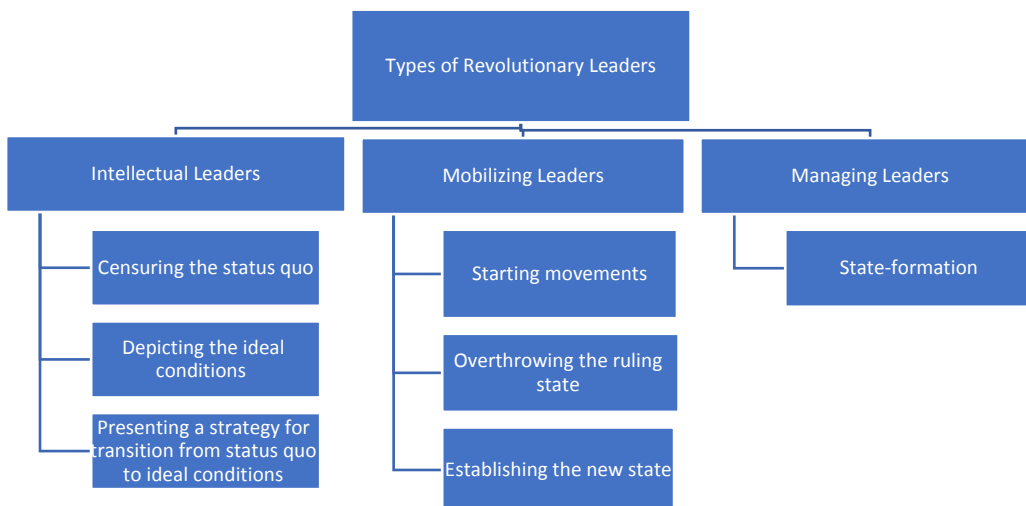 Types of Revolutionary Leaders
Intellectual Leaders
Censuring the status quo
Depicting the ideal
conditions
Presenting a strategy for
transition from status quo
to ideal conditions
Mobilizing Leaders
Starting movements
Overthrowing the ruling
state
Establishing the new state
Managing Leaders
State-formation